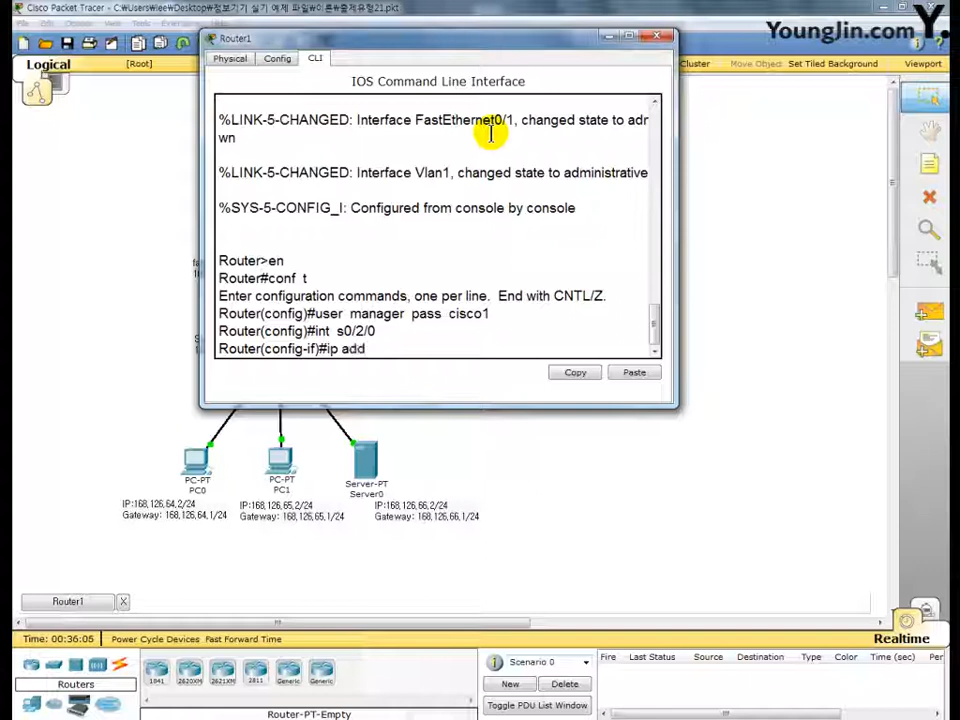 Cisco Packet Tracer - C:\Users\lee\Desktop\정보기기 실기 예제 파일\이론\출제유형21.pkt
YoungJin.com Y.
Logical
[Root]
Cluster
Set Tiled Background
Viewport
Router1
Physical
Config
CLI
IOS Command Line Interface
%LINK-5-CHANGED: Interface FastEthernet0/1, changed state to adr
wn
%LINK-5-CHANGED: Interface Vlan1, changed state to administrative
%SYS-5-CONFIG_I: Configured from console by console
Router>en
Router#conf t
Enter configuration commands, one per line. End with CNTL/Z.
Router(config)#user manager pass cisco1
Router(config)#int s0/2/0
Router(config-if)#ip add
Copy
Paste
PC-PT
PC0
PC-PT
PC1
Server-PT
Server0
IP:168,126,64,2/24
Gateway: 168,126,64,1/24
IP:168,126,65,2/24
Gateway: 168,126,65,1/24
IP:168,126,66,2/24
Gateway: 168,126,66,1/24
Router1
X
Time: 00:36:05
Power Cycle Devices
Fast Forward Time
Realtime
Routers
1841
2620XM
2621XM
2811
Generic
Generic
Router-PT-Empty
Scenario 0
New
Delete
Toggle PDU List Window
Fire
Last Status
Source
Destination
Type
Color
Time (sec)
Per